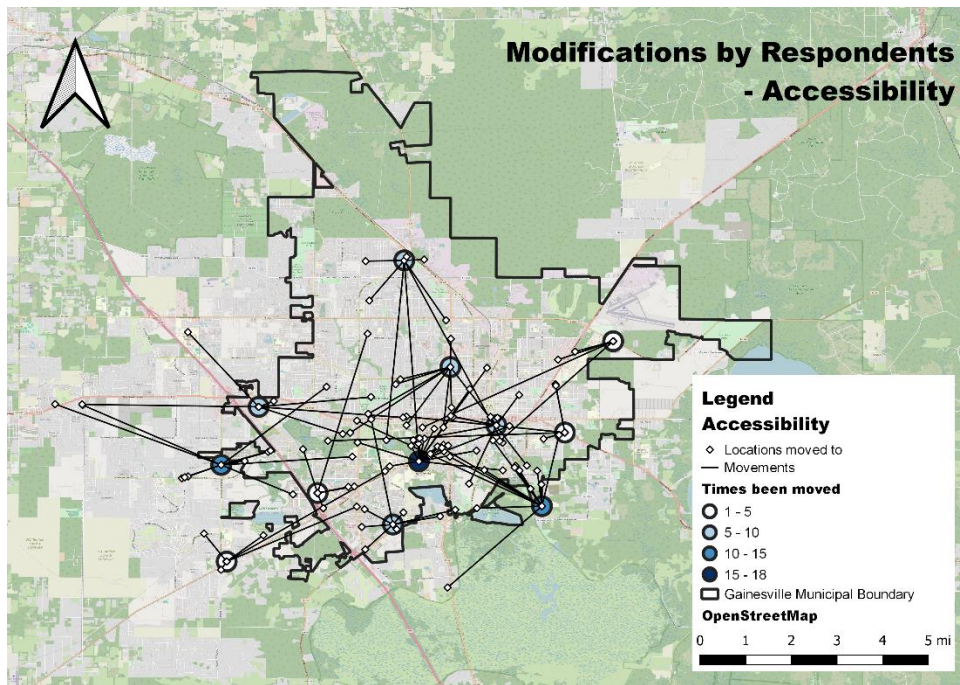 Modifications by Respondents
- Accessibility
Legend
Accessibility
Locations moved to
Movements
Times been moved
1 - 5
5 - 10
10 - 15
15 - 18
Gainesville Municipal Boundary
OpenStreetMap
0 1 2 3 4 5 mi